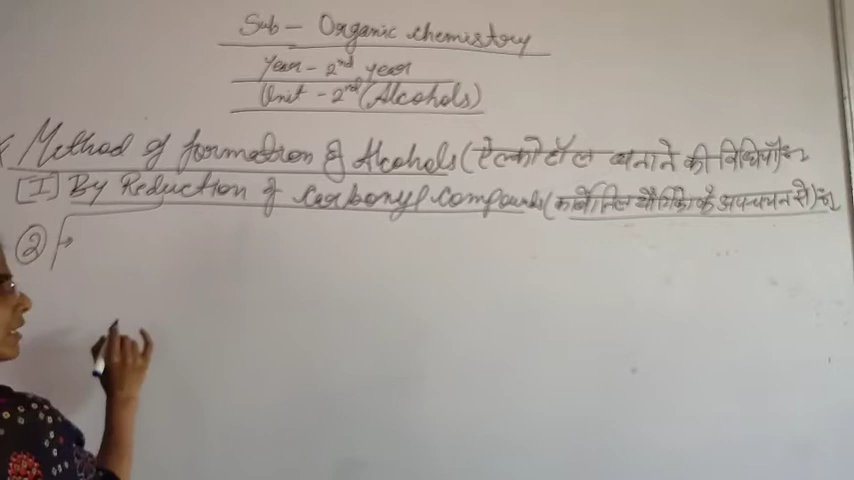 Sub - Organic chemistry
Year - 2nd year
Unit - 2nd (Alcohols)
Method of formation of Alcohols (ऐल्कोहॉल बनाने की विधियाँ):-
[I] By Reduction of Carbonyl Compounds (कार्बोनिल यौगिको के अपचयन से):-
②